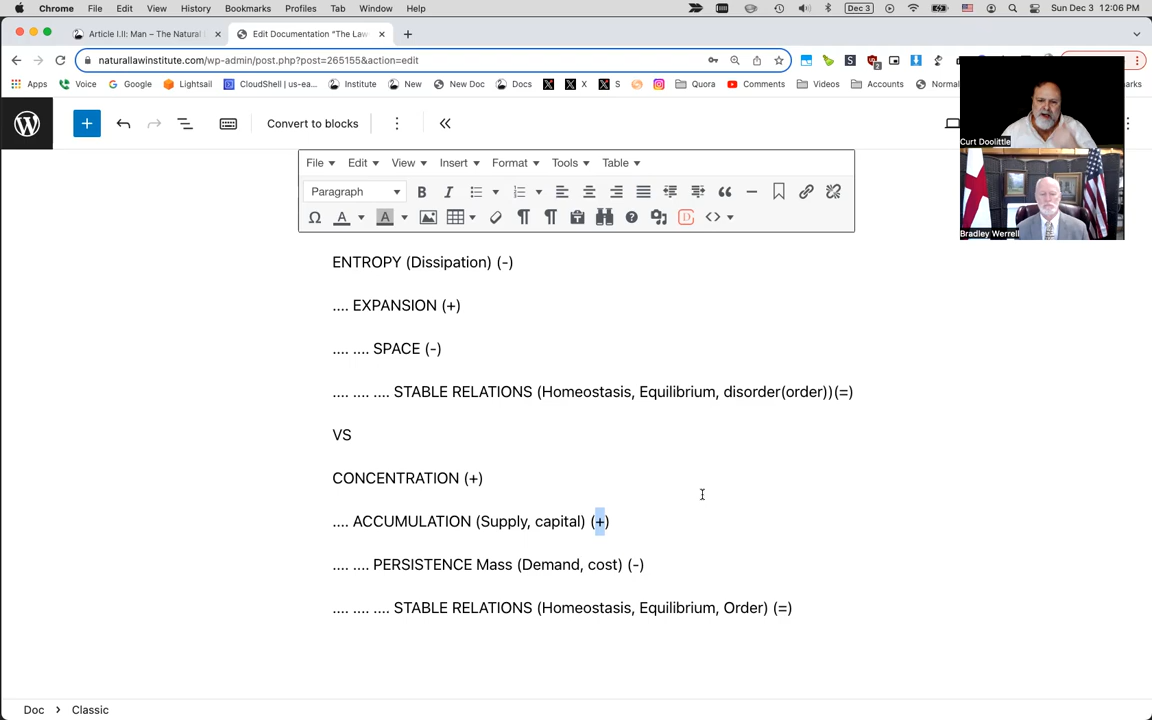 Chrome File Edit View History Bookmarks Profiles Tab Window Help Dec 3 Sun Dec 3 12:06 PM
Article I.II: Man – The Natural Edit Documentation “The Law
naturallawinstitute.com/wp-admin/post.php?post=265155&action=edit
Apps Voice Google Lightsail CloudShell | us-ea... Institute New New Doc Docs X S Quora Comments Videos Accounts Normal
Convert to blocks
Curt Doolittle
Bradley Werrell
File Edit View Insert Format Tools Table
Paragraph
ENTROPY (Dissipation) (-)
.... EXPANSION (+)
.... .... SPACE (-)
.... .... .... STABLE RELATIONS (Homeostasis, Equilibrium, disorder(order))(=)
VS
CONCENTRATION (+)
.... ACCUMULATION (Supply, capital) (+)
.... .... PERSISTENCE Mass (Demand, cost) (-)
.... .... .... STABLE RELATIONS (Homeostasis, Equilibrium, Order) (=)
Doc > Classic